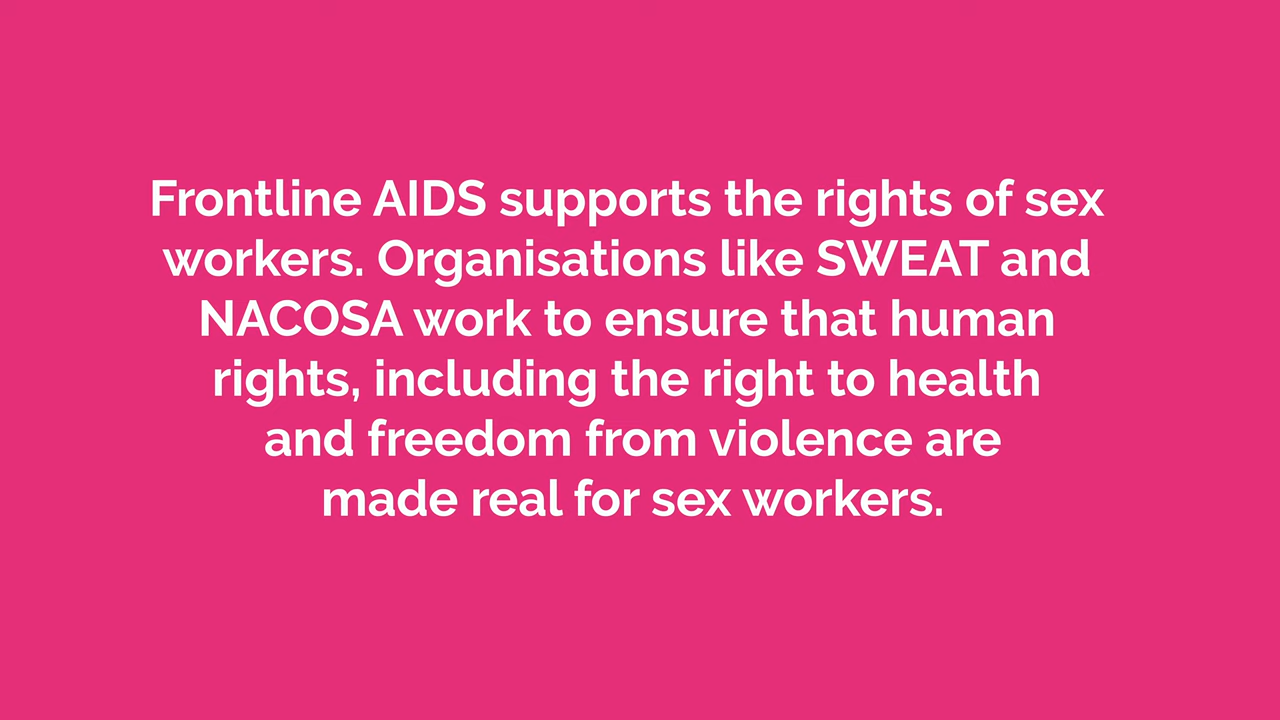 Frontline AIDS supports the rights of sex
workers. Organisations like SWEAT and
NACOSA work to ensure that human
rights, including the right to health
and freedom from violence are
made real for sex workers.